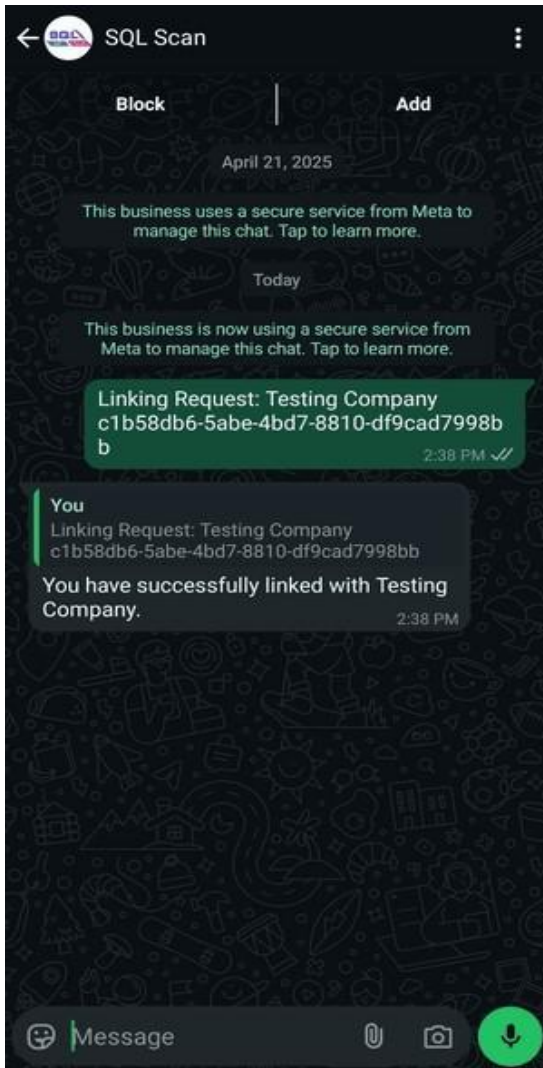 SQL Scan
Block
Add
April 21, 2025
This business uses a secure service from Meta to
manage this chat. Tap to learn more.
Today
This business is now using a secure service from
Meta to manage this chat. Tap to learn more.
Linking Request: Testing Company
c1b58db6-5abe-4bd7-8810-df9cad7998b
b
2:38 PM
You
Linking Request: Testing Company
c1b58db6-5abe-4bd7-8810-df9cad7998bb
You have successfully linked with Testing
Company.
2:38 PM
Message